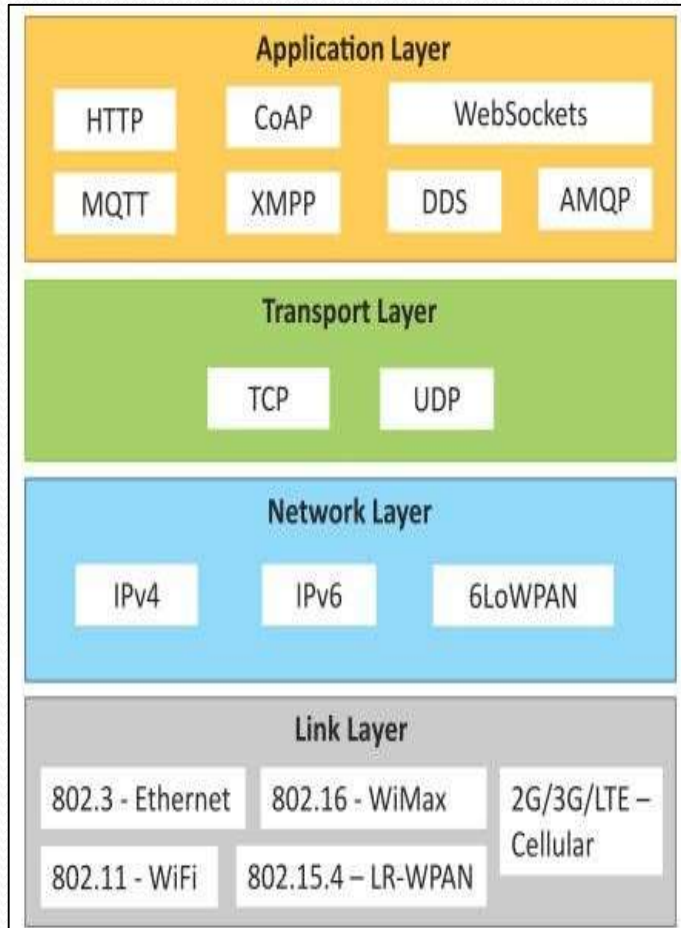 Application Layer
HTTP
CoAP
WebSockets
MQTT
XMPP
DDS
AMQP
Transport Layer
TCP
UDP
Network Layer
IPv4
IPv6
6LoWPAN
Link Layer
802.3 - Ethernet
802.16 - WiMax
2G/3G/LTE –
Cellular
802.11 - WiFi
802.15.4 – LR-WPAN